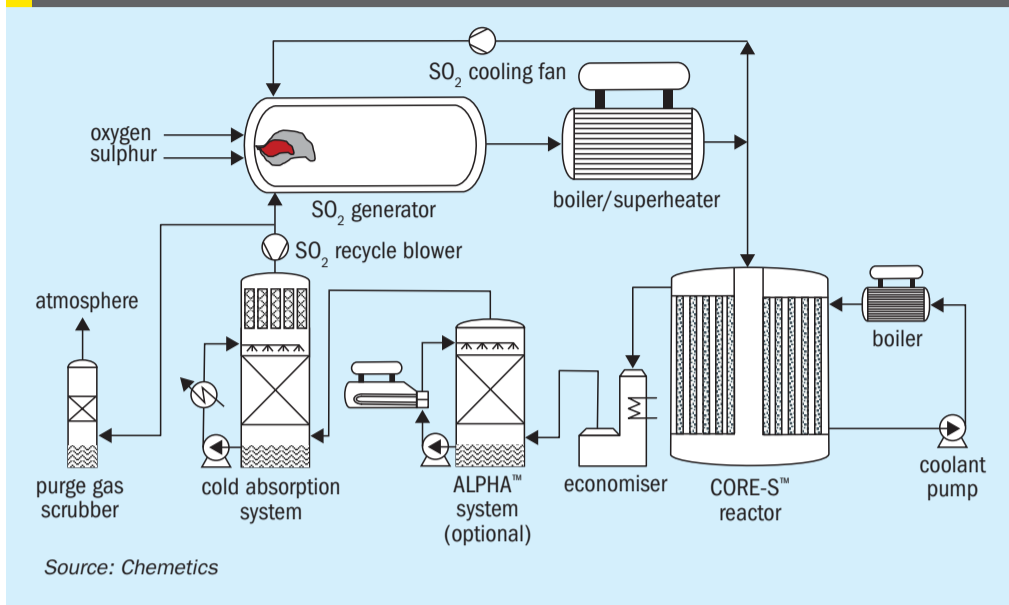 SO₂ cooling fan
oxygen
sulphur
SO₂ generator
boiler/superheater
SO₂ recycle blower
atmosphere
boiler
purge gas
scrubber
cold absorption
system
ALPHA™
system
(optional)
economiser
CORE-S™
reactor
coolant
pump
Source: Chemetics